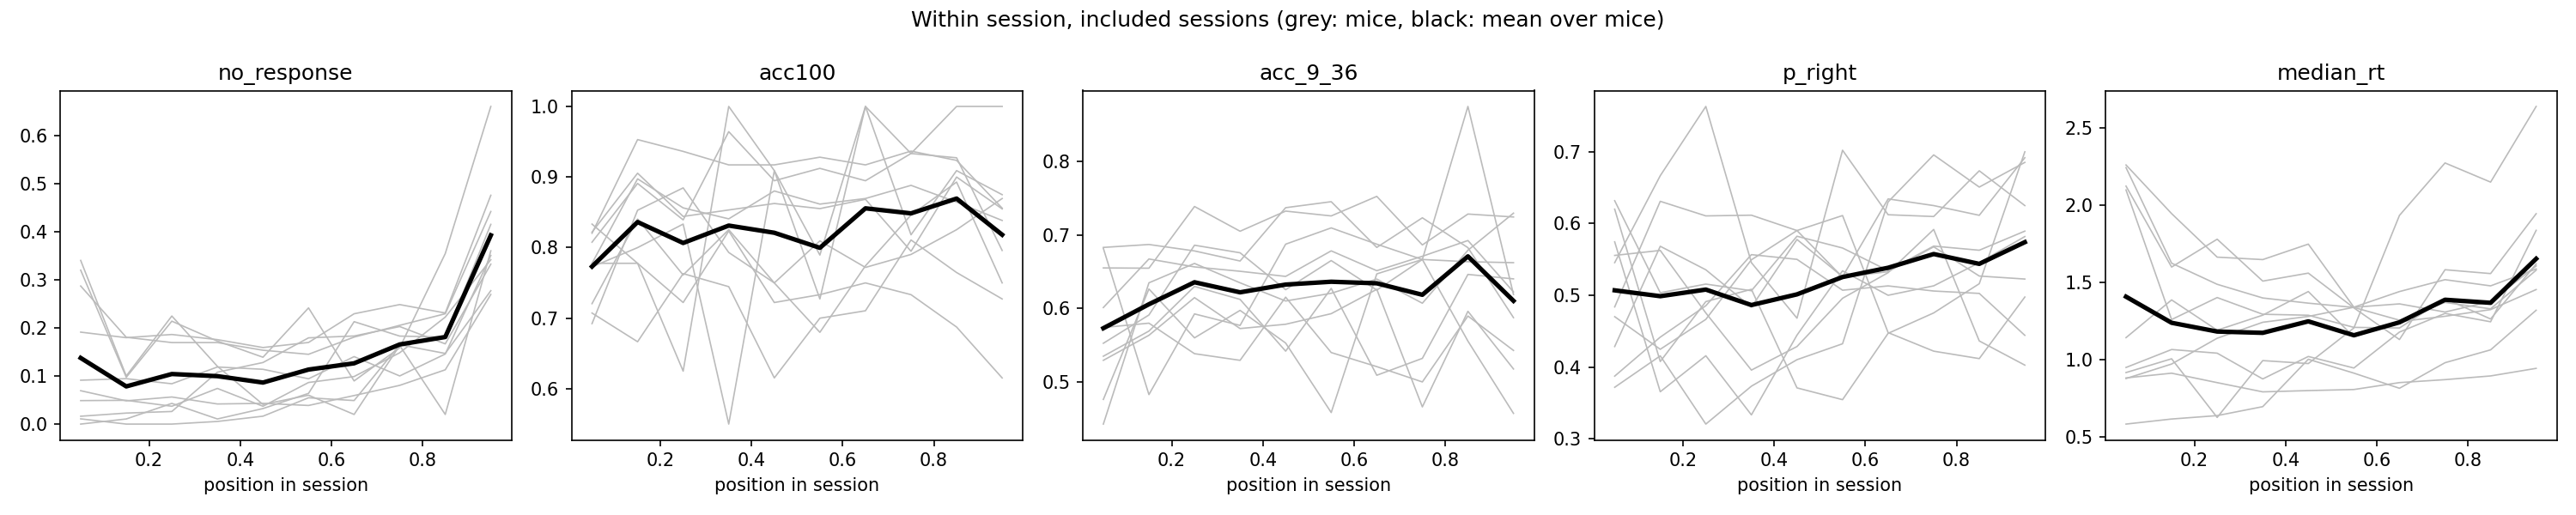 Within session, included sessions (grey: mice, black: mean over mice)
no_response
acc100
acc_9_36
p_right
median_rt
0.6
0.5
0.4
0.3
0.2
0.1
0.0
0.2 0.4 0.6 0.8
position in session
1.0
0.9
0.8
0.7
0.6
0.2 0.4 0.6 0.8
position in session
0.8
0.7
0.6
0.5
0.2 0.4 0.6 0.8
position in session
0.7
0.6
0.5
0.4
0.3
0.2 0.4 0.6 0.8
position in session
2.5
2.0
1.5
1.0
0.5
0.2 0.4 0.6 0.8
position in session